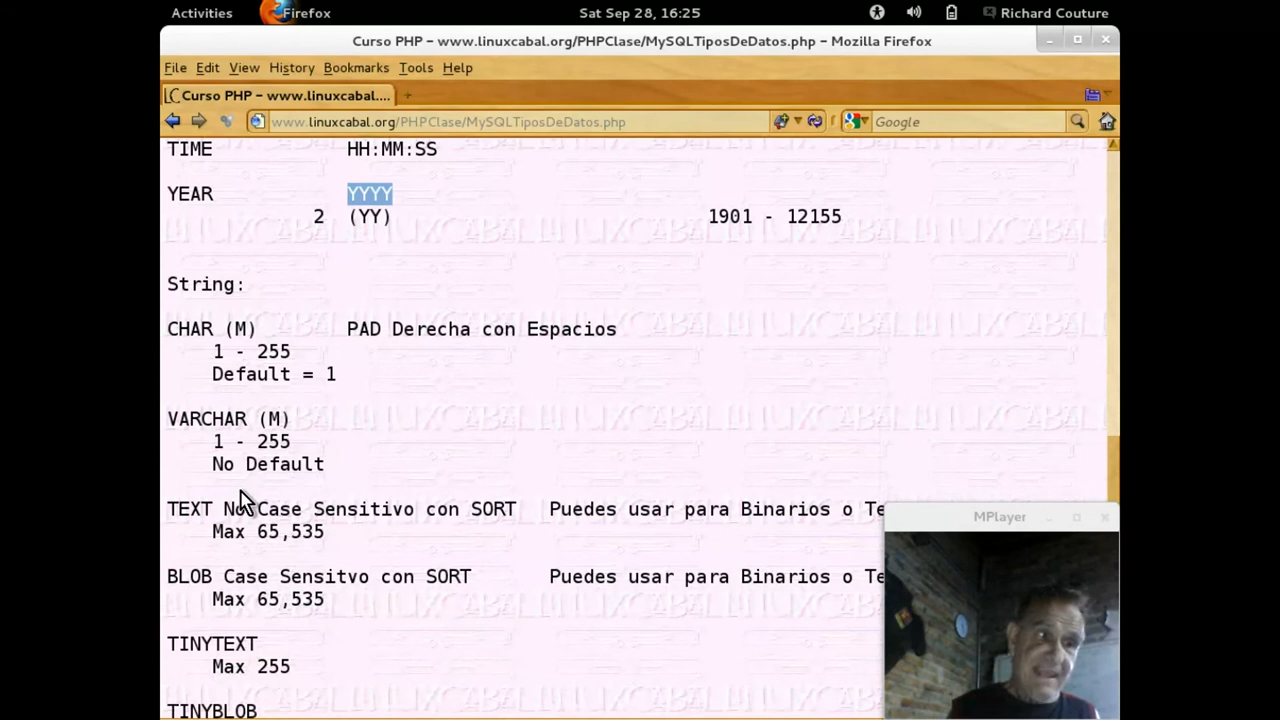 Activities Firefox Sat Sep 28, 16:25 Richard Couture
Curso PHP – www.linuxcabal.org/PHPClase/MySQLTiposDeDatos.php – Mozilla Firefox
File Edit View History Bookmarks Tools Help
Curso PHP – www.linuxcabal....
www.linuxcabal.org/PHPClase/MySQLTiposDeDatos.php Google
TIME HH:MM:SS
YEAR YYYY
2 (YY) 1901 - 12155
String:
CHAR (M) PAD Derecha con Espacios
1 - 255
Default = 1
VARCHAR (M)
1 - 255
No Default
TEXT No Case Sensitivo con SORT Puedes usar para Binarios o Te
Max 65,535
BLOB Case Sensitvo con SORT Puedes usar para Binarios o Te
Max 65,535
TINYTEXT
Max 255
TINYBLOB
MPlayer